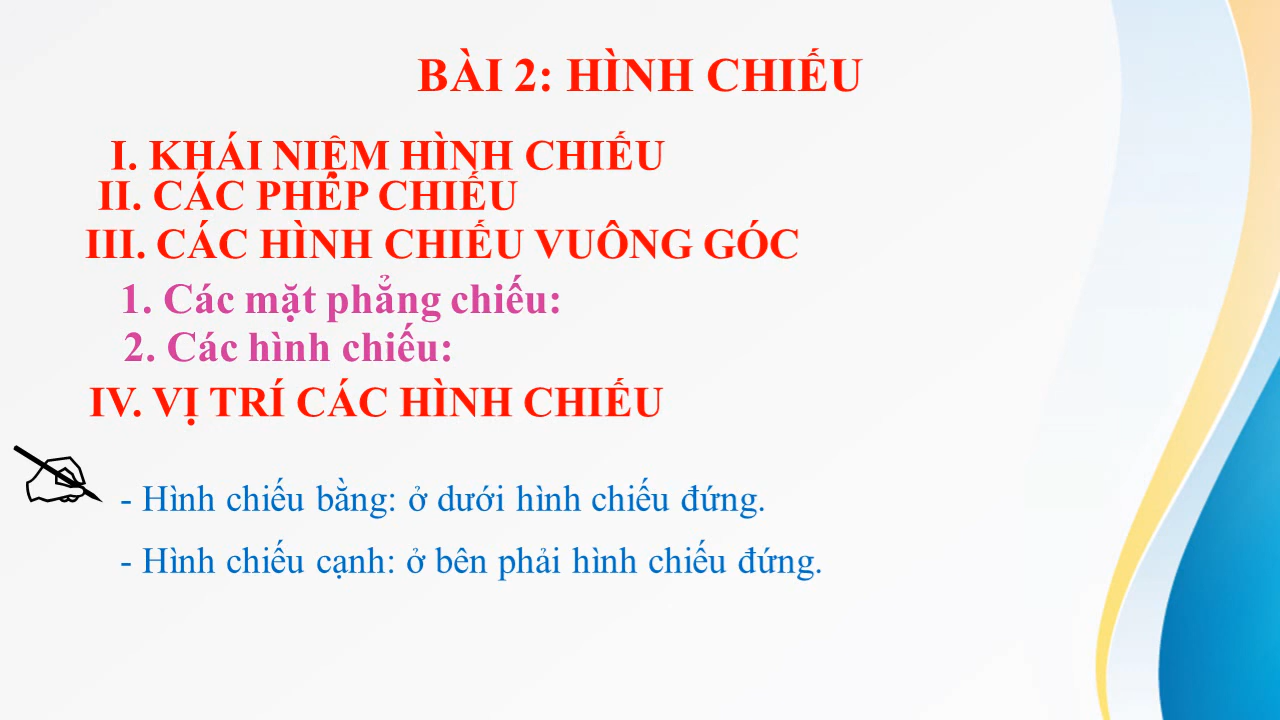 BÀI 2: HÌNH CHIẾU
I. KHÁI NIỆM HÌNH CHIẾU
II. CÁC PHÉP CHIẾU
III. CÁC HÌNH CHIẾU VUÔNG GÓC
1. Các mặt phẳng chiếu:
2. Các hình chiếu:
IV. VỊ TRÍ CÁC HÌNH CHIẾU
- Hình chiếu bằng: ở dưới hình chiếu đứng.
- Hình chiếu cạnh: ở bên phải hình chiếu đứng.